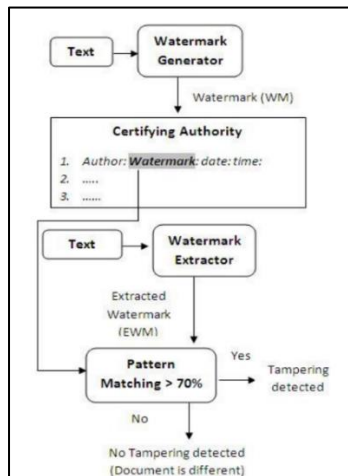 Text
Watermark
Generator
Watermark (WM)
Certifying Authority
1. Author: Watermark: date: time:
2. .....
3. ......
Text
Watermark
Extractor
Extracted
Watermark
(EWM)
Pattern
Matching > 70%
Yes
Tampering
detected
No
No Tampering detected
(Document is different)